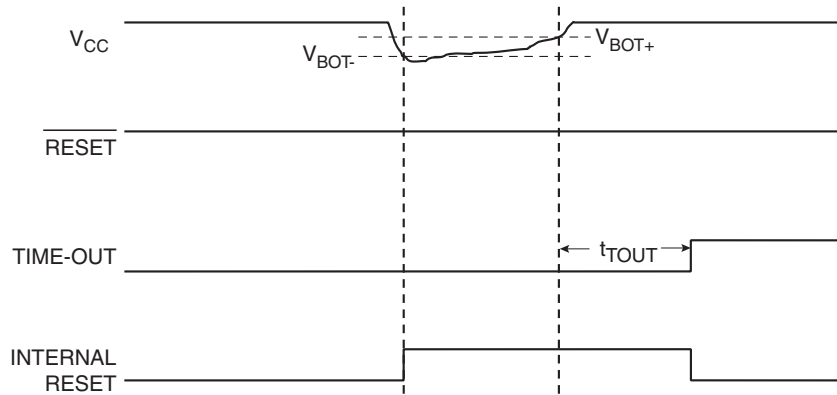 VCC
VBOT-
VBOT+
RESET
TIME-OUT
tTOUT
INTERNAL
RESET